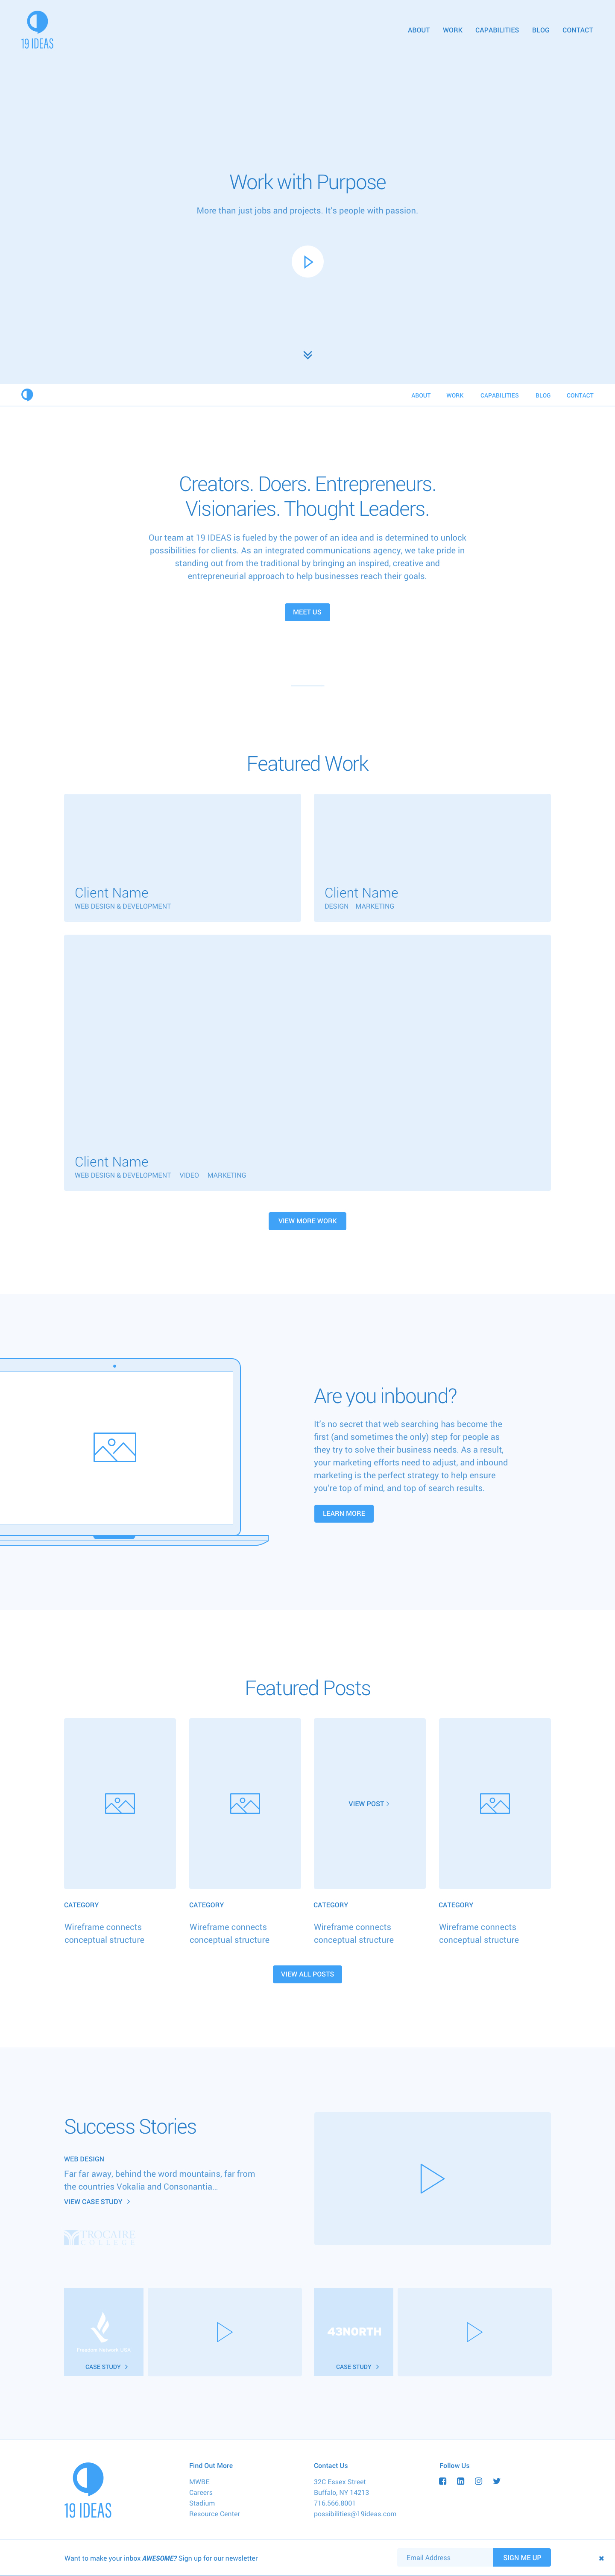 19 IDEAS
ABOUT WORK CAPABILITIES BLOG CONTACT
Work with Purpose
More than just jobs and projects. It's people with passion.
ABOUT WORK CAPABILITIES BLOG CONTACT
Creators. Doers. Entrepreneurs.
Visionaries. Thought Leaders.
Our team at 19 IDEAS is fueled by the power of an idea and is determined to unlock
possibilities for clients. As an integrated communications agency, we take pride in
standing out from the traditional by bringing an inspired, creative and
entrepreneurial approach to help businesses reach their goals.
MEET US
Featured Work
Client Name
WEB DESIGN & DEVELOPMENT
Client Name
DESIGN MARKETING
Client Name
WEB DESIGN & DEVELOPMENT VIDEO MARKETING
VIEW MORE WORK
Are you inbound?
It's no secret that web searching has become the
first (and sometimes the only) step for people as
they try to solve their business needs. As a result,
your marketing efforts need to adjust, and inbound
marketing is the perfect strategy to help ensure
you're top of mind, and top of search results.
LEARN MORE
Featured Posts
VIEW POST
CATEGORY
Wireframe connects
conceptual structure
CATEGORY
Wireframe connects
conceptual structure
CATEGORY
Wireframe connects
conceptual structure
CATEGORY
Wireframe connects
conceptual structure
VIEW ALL POSTS
Success Stories
WEB DESIGN
Far far away, behind the word mountains, far from
the countries Vokalia and Consonantia...
VIEW CASE STUDY
TROCAIRE
COLLEGE
CASE STUDY
43NORTH
CASE STUDY
19 IDEAS
Find Out More
MWBE
Careers
Stadium
Resource Center
Contact Us
32C Essex Street
Buffalo, NY 14213
716.566.8001
possibilities@19ideas.com
Follow Us
Want to make your inbox AWESOME? Sign up for our newsletter
Email Address
SIGN ME UP